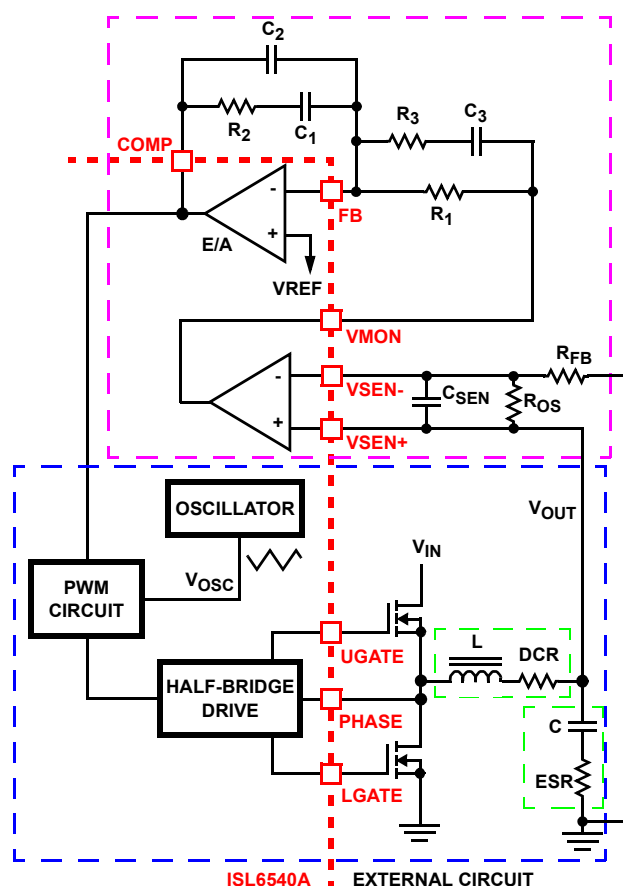 C2
R2
C1
R3
C3
COMP
-
+
E/A
FB
R1
VREF
VMON
RFB
-
+
VSEN-
CSEN
ROS
VSEN+
OSCILLATOR
VOUT
VIN
VOSC
PWM
CIRCUIT
UGATE
L
DCR
HALF-BRIDGE
DRIVE
PHASE
C
LGATE
ESR
ISL6540A
EXTERNAL CIRCUIT